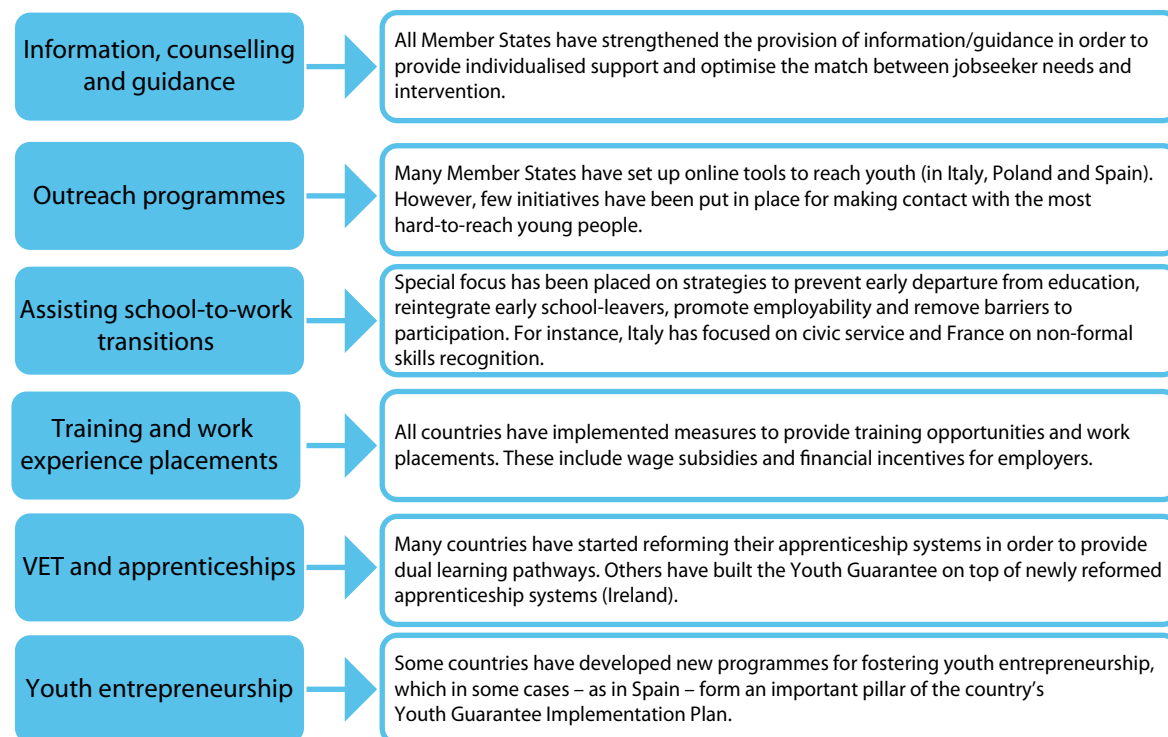 Information, counselling
and guidance
All Member States have strengthened the provision of information/guidance in order to
provide individualised support and optimise the match between jobseeker needs and
intervention.
Outreach programmes
Many Member States have set up online tools to reach youth (in Italy, Poland and Spain).
However, few initiatives have been put in place for making contact with the most
hard-to-reach young people.
Assisting school-to-work
transitions
Special focus has been placed on strategies to prevent early departure from education,
reintegrate early school-leavers, promote employability and remove barriers to
participation. For instance, Italy has focused on civic service and France on non-formal
skills recognition.
Training and work
experience placements
All countries have implemented measures to provide training opportunities and work
placements. These include wage subsidies and financial incentives for employers.
VET and apprenticeships
Many countries have started reforming their apprenticeship systems in order to provide
dual learning pathways. Others have built the Youth Guarantee on top of newly reformed
apprenticeship systems (Ireland).
Youth entrepreneurship
Some countries have developed new programmes for fostering youth entrepreneurship,
which in some cases – as in Spain – form an important pillar of the country’s
Youth Guarantee Implementation Plan.